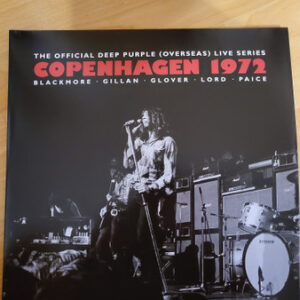 THE OFFICIAL DEEP PURPLE (OVERSEAS) LIVE SERIES
COPENHAGEN 1972
BLACKMORE · GILLAN · GLOVER · LORD · PAICE